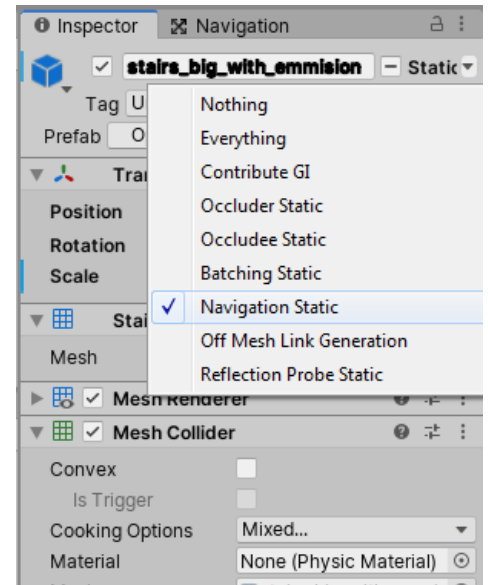 Inspector Navigation
stairs_big_with_emmision Static
Tag U
Prefab O
Nothing
Everything
Contribute GI
Occluder Static
Occludee Static
Batching Static
Navigation Static
Off Mesh Link Generation
Reflection Probe Static
Tra
Position
Rotation
Scale
Stai
Mesh
Mesh Renderer
Mesh Collider
Convex
Is Trigger
Cooking Options Mixed...
Material None (Physic Material)